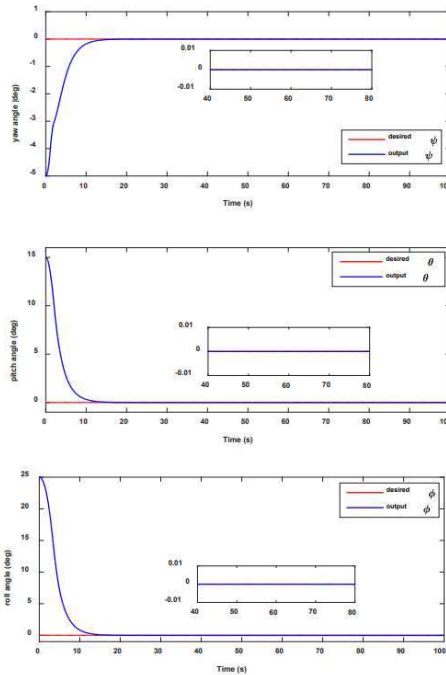 1
0
-1
-2
-3
-4
-5
yaw angle (deg)
0.01
0
-0.01
40 50 60 70 80
desired ψ
output ψ
0 10 20 30 40 50 60 70 80 90 100
Time (s)
15
10
5
0
pitch angle (deg)
desired θ
output θ
0.01
0
-0.01
40 50 60 70 80
0 10 20 30 40 50 60 70 80 90 100
Time (s)
25
20
15
10
5
0
roll angle (deg)
desired ϕ
output ϕ
0.01
0
-0.01
40 50 60 70 80
0 10 20 30 40 50 60 70 80 90 100
Time (s)